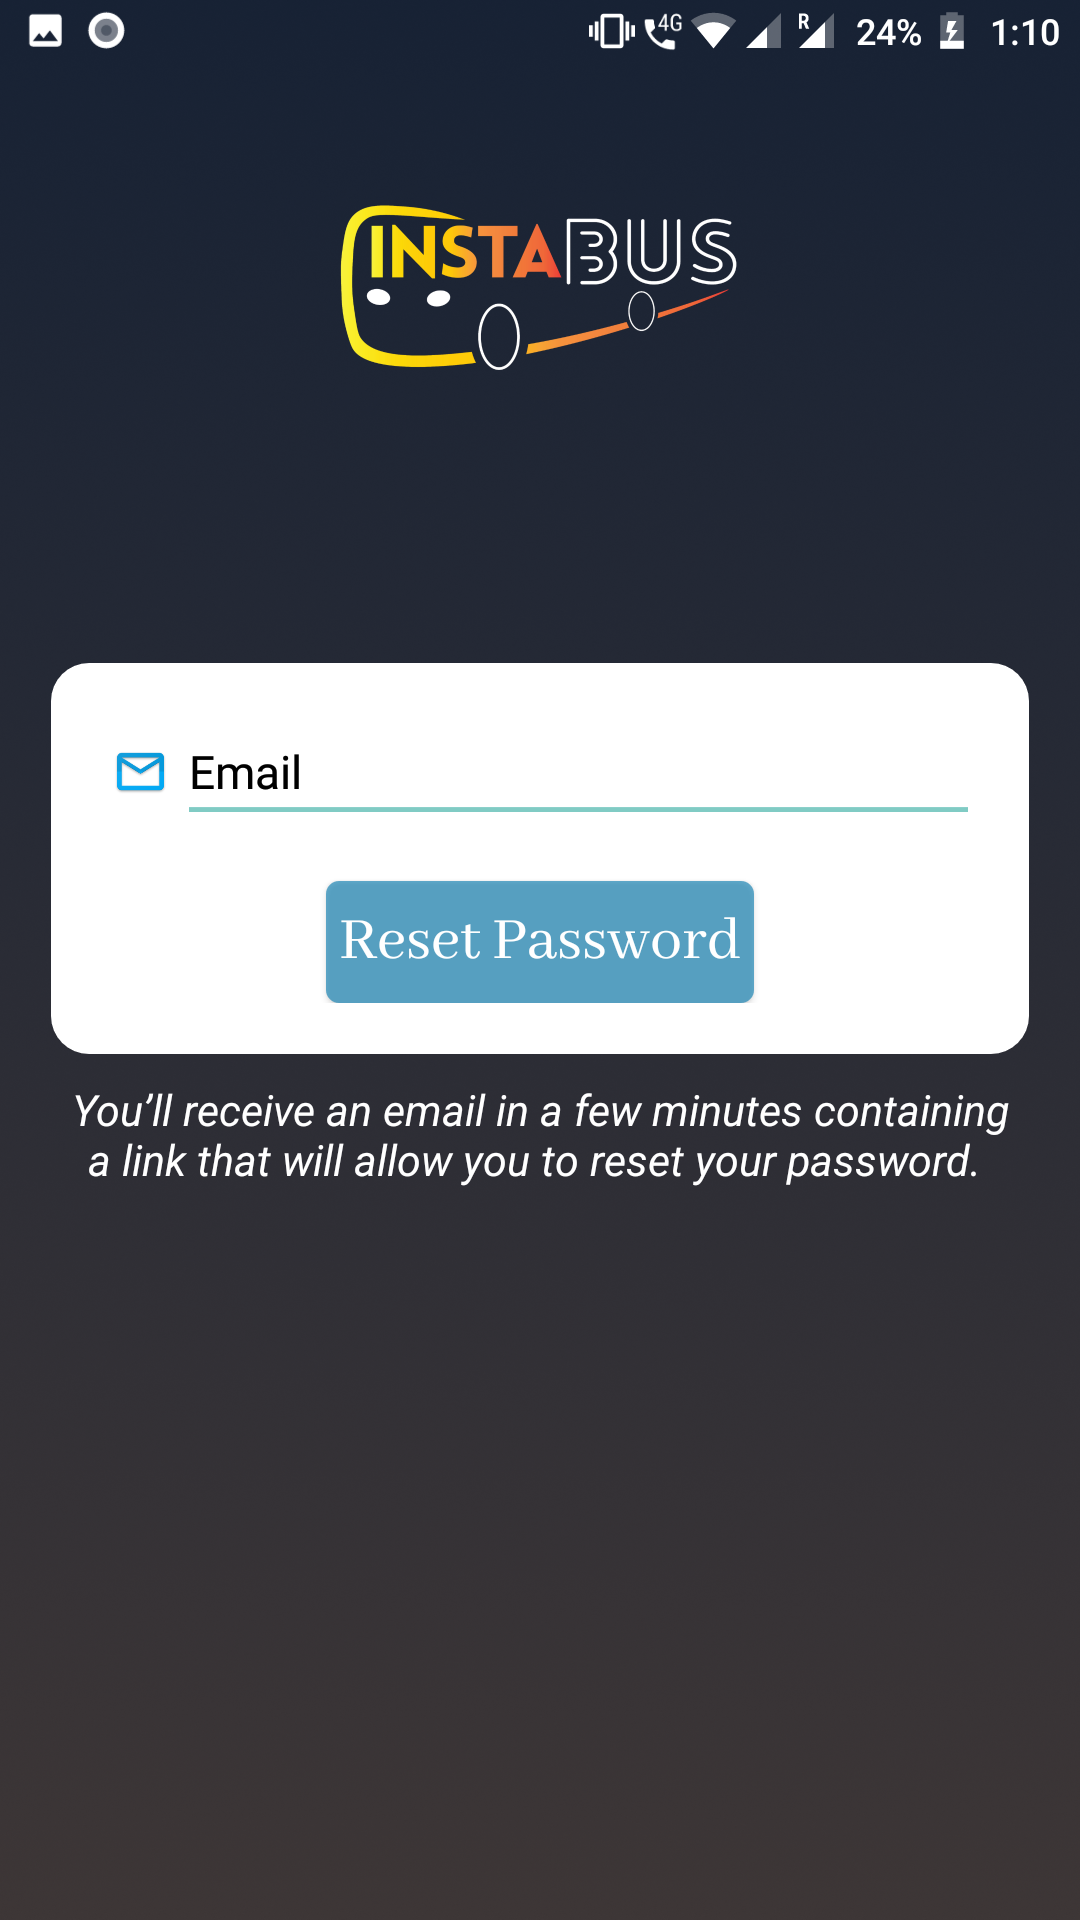 4G R 24% 1:10
INSTABUS
Email
Reset Password
You’ll receive an email in a few minutes containing
a link that will allow you to reset your password.